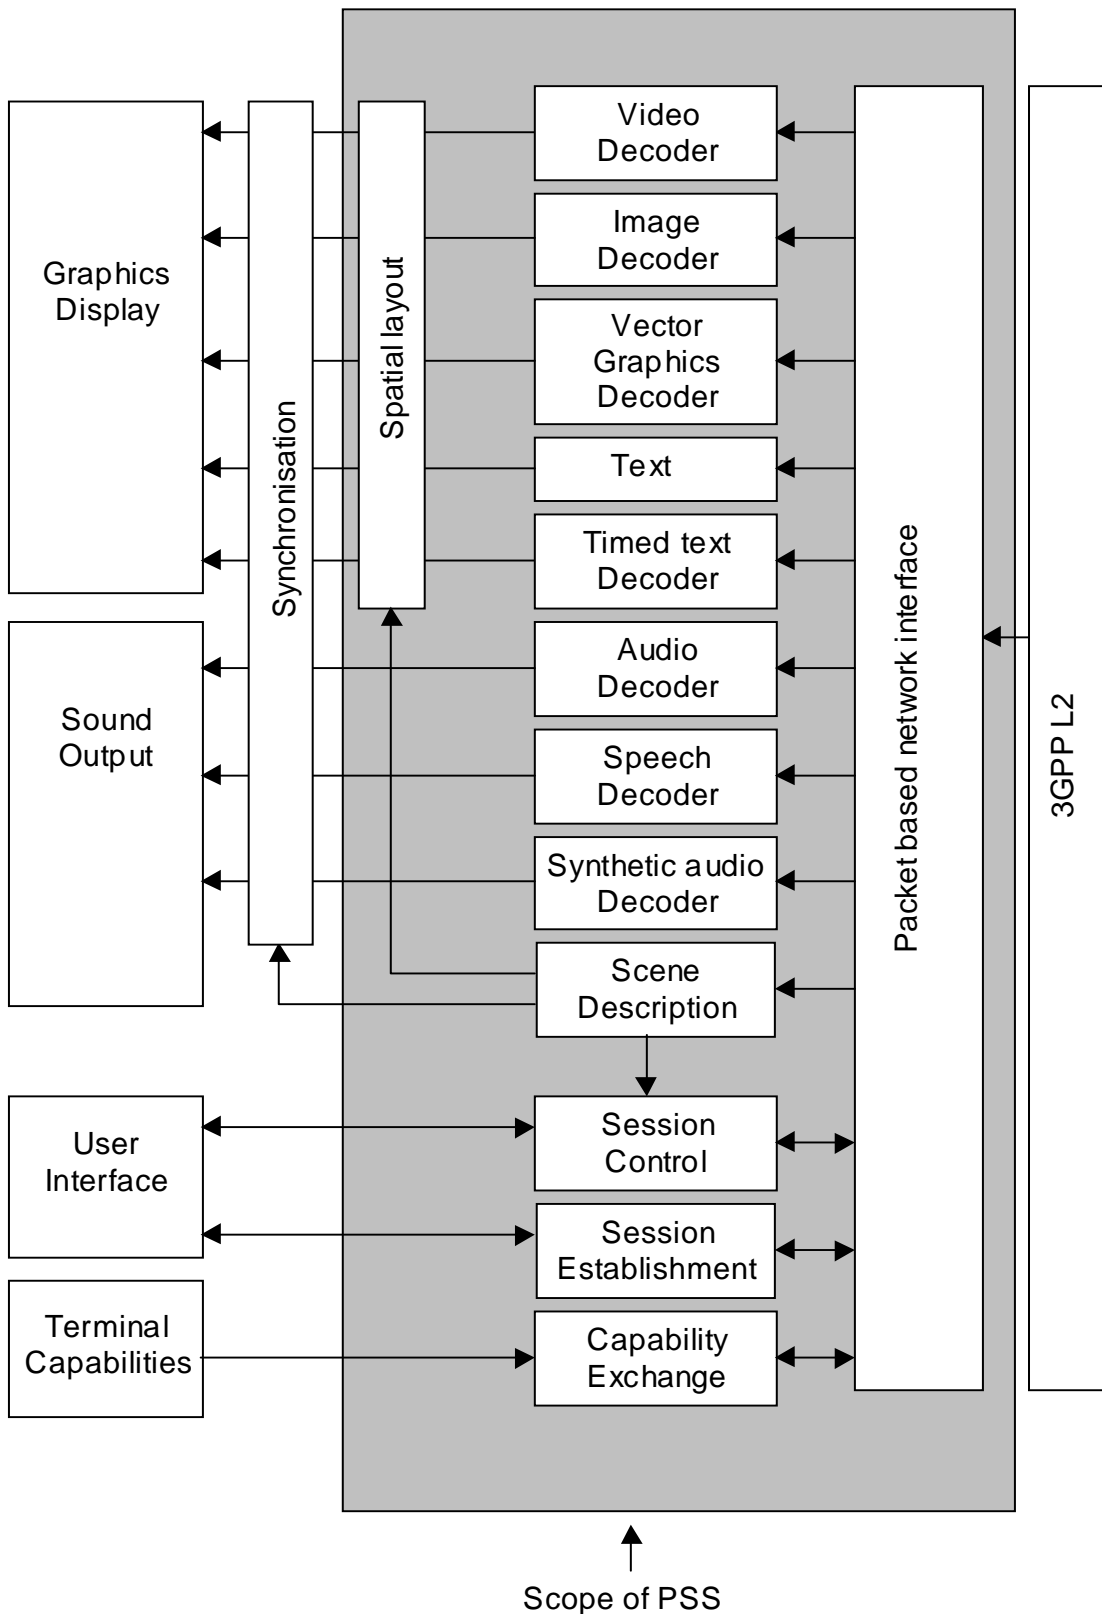 Video
Decoder
Image
Decoder
Graphics
Display
Vector
Graphics
Decoder
Spatial layout
Text
Synchronisation
Timed text
Decoder
Packet based network interface
Audio
Decoder
3GPP L2
Sound
Output
Speech
Decoder
Synthetic audio
Decoder
Scene
Description
User
Interface
Session
Control
Session
Establishment
Terminal
Capabilities
Capability
Exchange
Scope of PSS